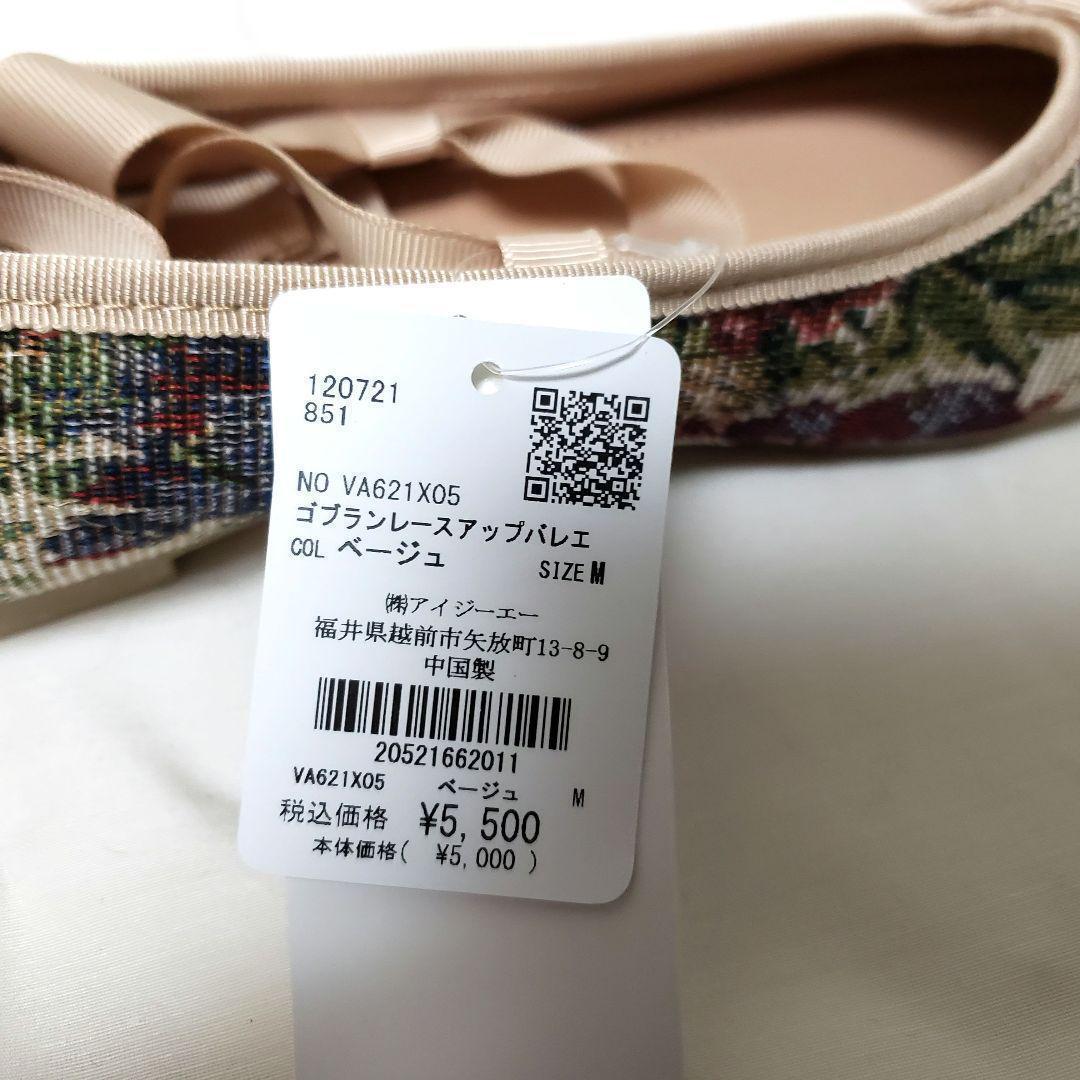 120721
851
NO VA621X05
ゴブランレースアップバレエ
COL ベージュ SIZE M
㈱アイジーエー
福井県越前市矢放町13-8-9
中国製
20521662011
VA621X05 ベージュ M
税込価格 ¥5,500
本体価格( ¥5,000 )